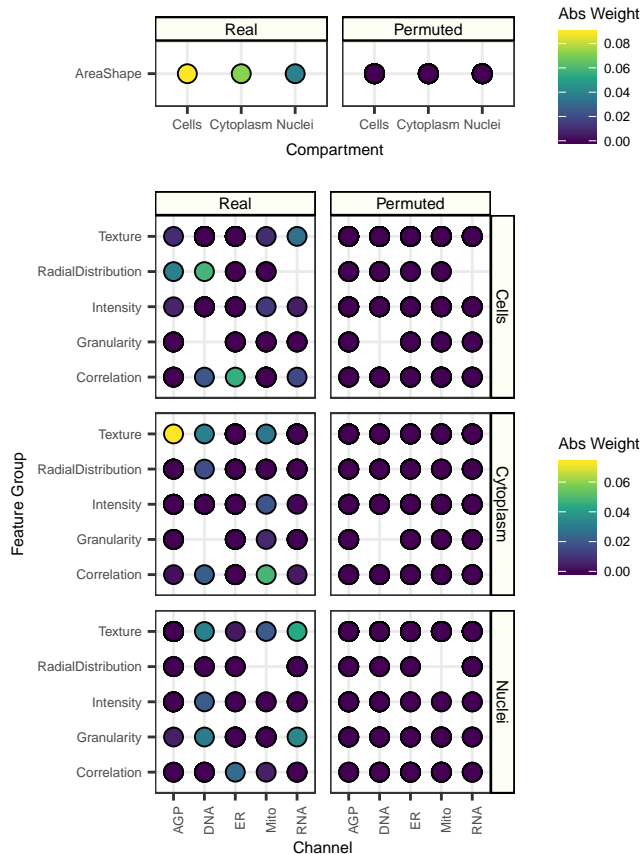 Real
Permuted
AreaShape
Cells Cytoplasm Nuclei
Cells Cytoplasm Nuclei
Compartment
Abs Weight
0.08
0.06
0.04
0.02
0.00
Real
Permuted
Feature Group
Texture
RadialDistribution
Intensity
Granularity
Correlation
Cells
Texture
RadialDistribution
Intensity
Granularity
Correlation
Cytoplasm
Texture
RadialDistribution
Intensity
Granularity
Correlation
Nuclei
AGP
DNA
ER
Mito
RNA
AGP
DNA
ER
Mito
RNA
Channel
Abs Weight
0.06
0.04
0.02
0.00